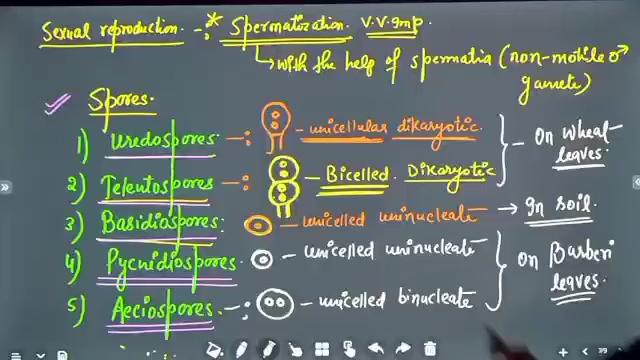 Sexual reproduction -: * Spermatization. V.V.Imp.
↳ with the help of spermatia (non-motile ♂ gamete)
✓ Spores.
1) Uredospores -: - unicellular dikaryotic.
2) Telentospores -: - Bicelled Dikaryotic
- On Wheat leaves.
3) Basidiospores: - unicelled uninucleate → In soil.
4) Pycnidiospores - unicelled uninucleate
5) Aeciospores -: - unicelled binucleate
on Barberi leaves.
39